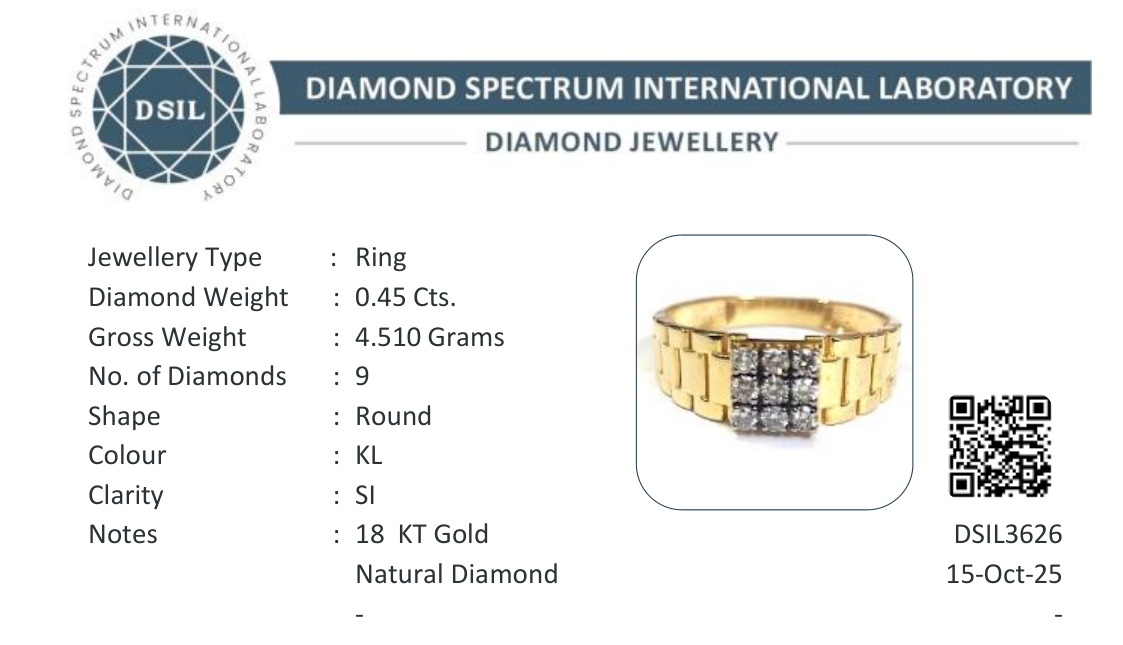 DIAMOND SPECTRUM INTERNATIONAL LABORATORY
DSIL
DIAMOND SPECTRUM INTERNATIONAL LABORATORY
DIAMOND JEWELLERY
Jewellery Type : Ring
Diamond Weight : 0.45 Cts.
Gross Weight : 4.510 Grams
No. of Diamonds : 9
Shape : Round
Colour : KL
Clarity : SI
Notes : 18 KT Gold DSIL3626
Natural Diamond 15-Oct-25
- -